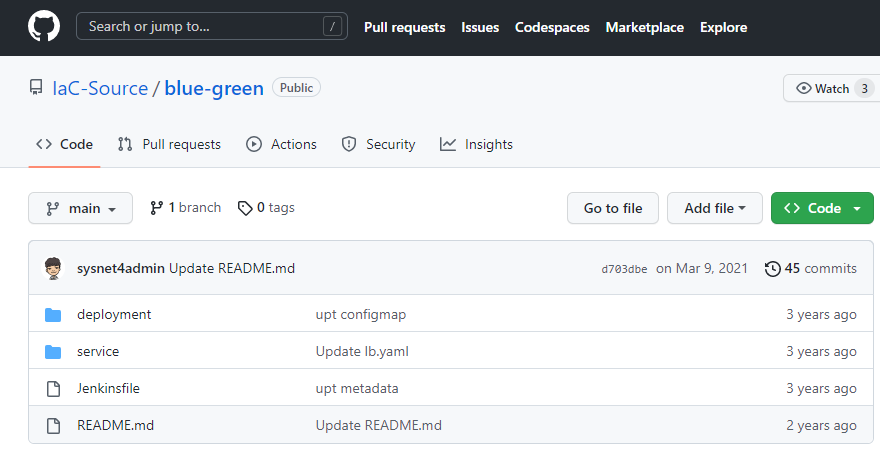 Search or jump to... / Pull requests Issues Codespaces Marketplace Explore
IaC-Source / blue-green Public Watch 3
Code Pull requests Actions Security Insights
main 1 branch 0 tags Go to file Add file Code
sysnet4admin Update README.md d703dbe on Mar 9, 2021 45 commits
deployment upt configmap 3 years ago
service Update lb.yaml 3 years ago
Jenkinsfile upt metadata 3 years ago
README.md Update README.md 2 years ago